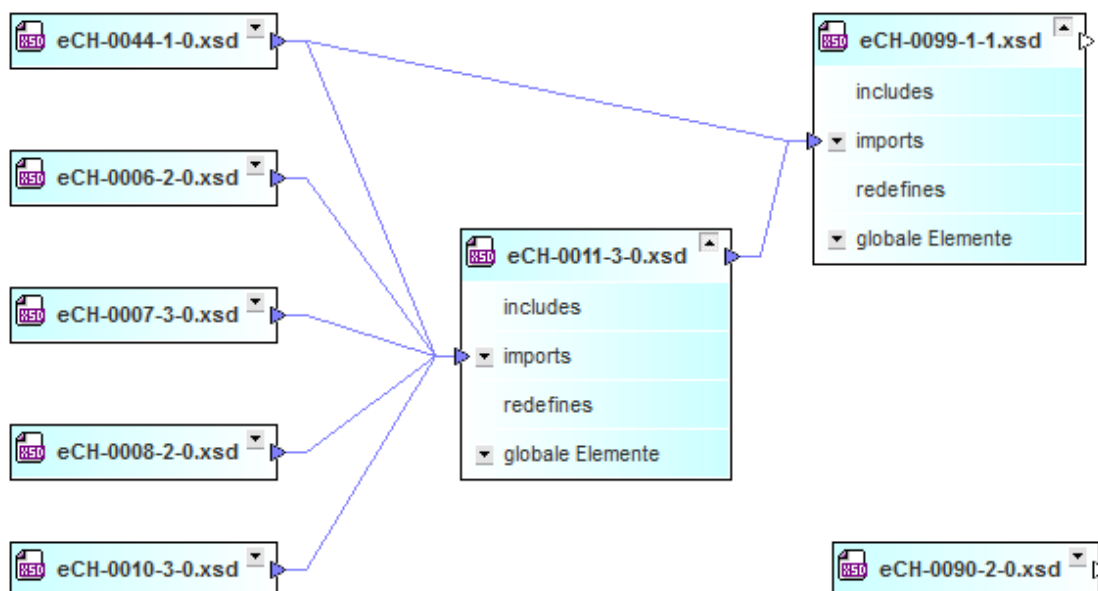 eCH-0044-1-0.xsd
eCH-0006-2-0.xsd
eCH-0007-3-0.xsd
eCH-0008-2-0.xsd
eCH-0010-3-0.xsd
eCH-0011-3-0.xsd
includes
imports
redefines
globale Elemente
eCH-0099-1-1.xsd
includes
imports
redefines
globale Elemente
eCH-0090-2-0.xsd